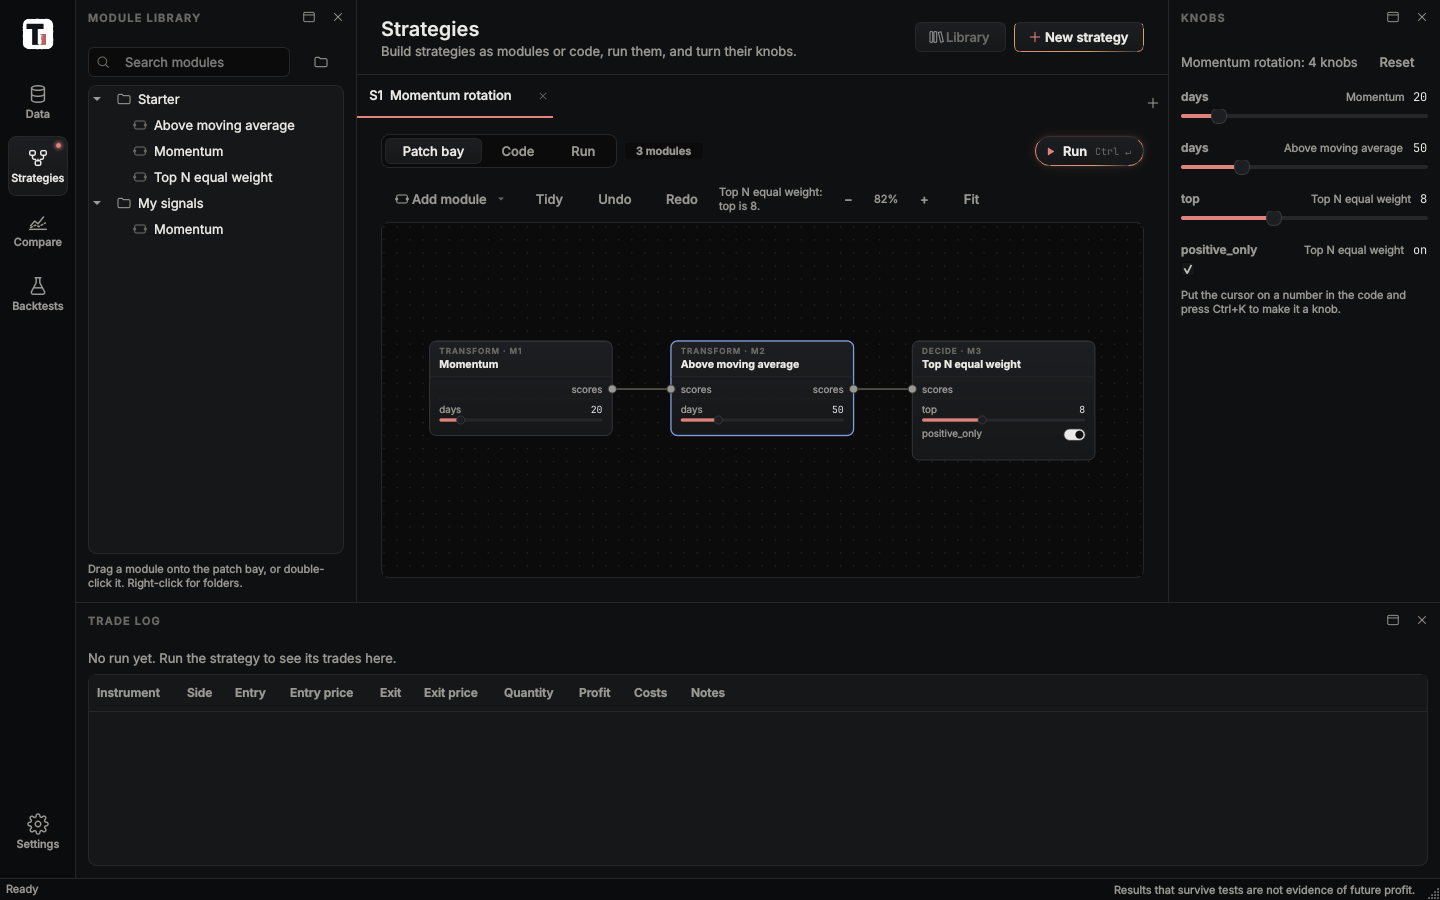 MODULE LIBRARY
Search modules
Starter
Above moving average
Momentum
Top N equal weight
My signals
Momentum
Drag a module onto the patch bay, or double-
click it. Right-click for folders.
Data
Strategies
Compare
Backtests
Settings
Strategies
Build strategies as modules or code, run them, and turn their knobs.
Library
+ New strategy
S1 Momentum rotation
Patch bay Code Run 3 modules
Run Ctrl ↵
Add module Tidy Undo Redo
Top N equal weight:
top is 8.
− 82% + Fit
TRANSFORM · M1
Momentum
scores
days 20
TRANSFORM · M2
Above moving average
scores scores
days 50
DECIDE · M3
Top N equal weight
scores
top 8
positive_only
KNOBS
Momentum rotation: 4 knobs Reset
days Momentum 20
days Above moving average 50
top Top N equal weight 8
positive_only Top N equal weight on
Put the cursor on a number in the code and
press Ctrl+K to make it a knob.
TRADE LOG
No run yet. Run the strategy to see its trades here.
Instrument Side Entry Entry price Exit Exit price Quantity Profit Costs Notes
Ready
Results that survive tests are not evidence of future profit.